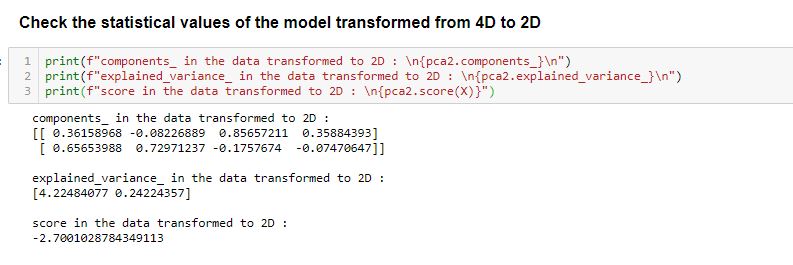 Check the statistical values of the model transformed from 4D to 2D
1 print(f"components_ in the data transformed to 2D : \n{pca2.components_}\n")
2 print(f"explained_variance_ in the data transformed to 2D : \n{pca2.explained_variance_}\n")
3 print(f"score in the data transformed to 2D : \n{pca2.score(X)}")
components_ in the data transformed to 2D :
[[ 0.36158968 -0.08226889  0.85657211  0.35884393]
 [ 0.65653988  0.72971237 -0.1757674  -0.07470647]]
explained_variance_ in the data transformed to 2D :
[4.22484077 0.24224357]
score in the data transformed to 2D :
-2.7001028784349113